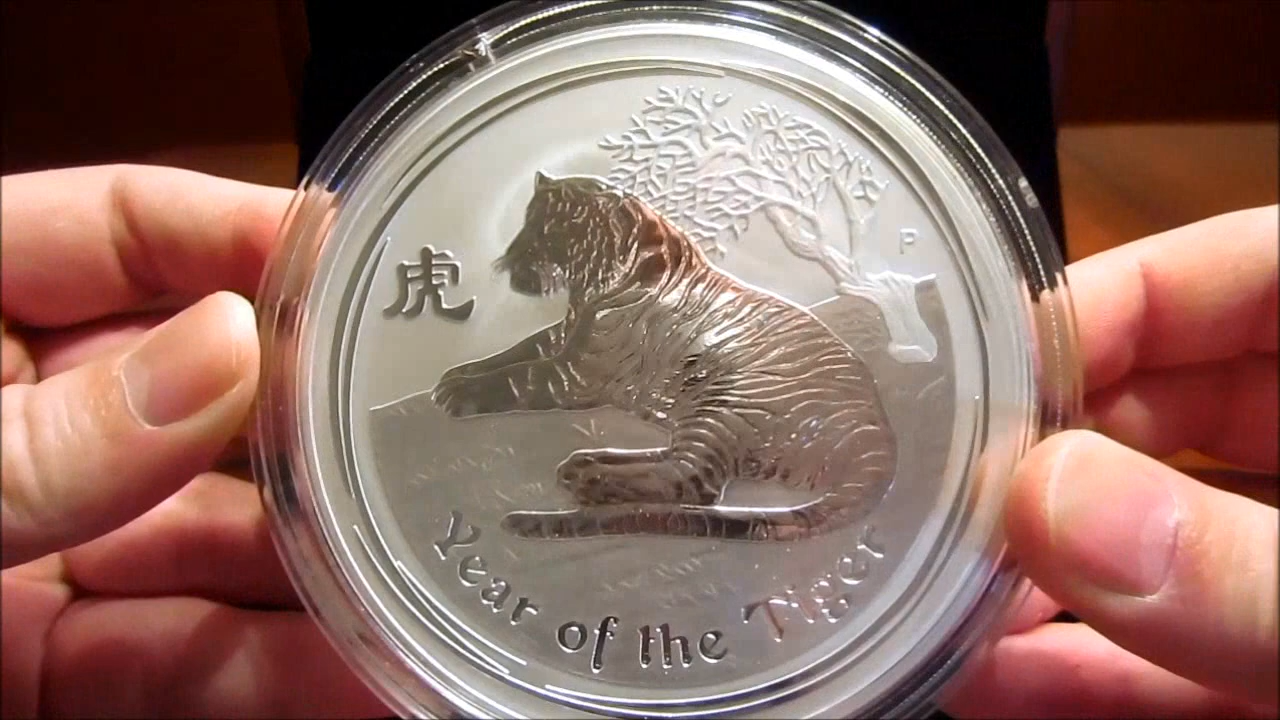 虎
P
Year of the Tiger